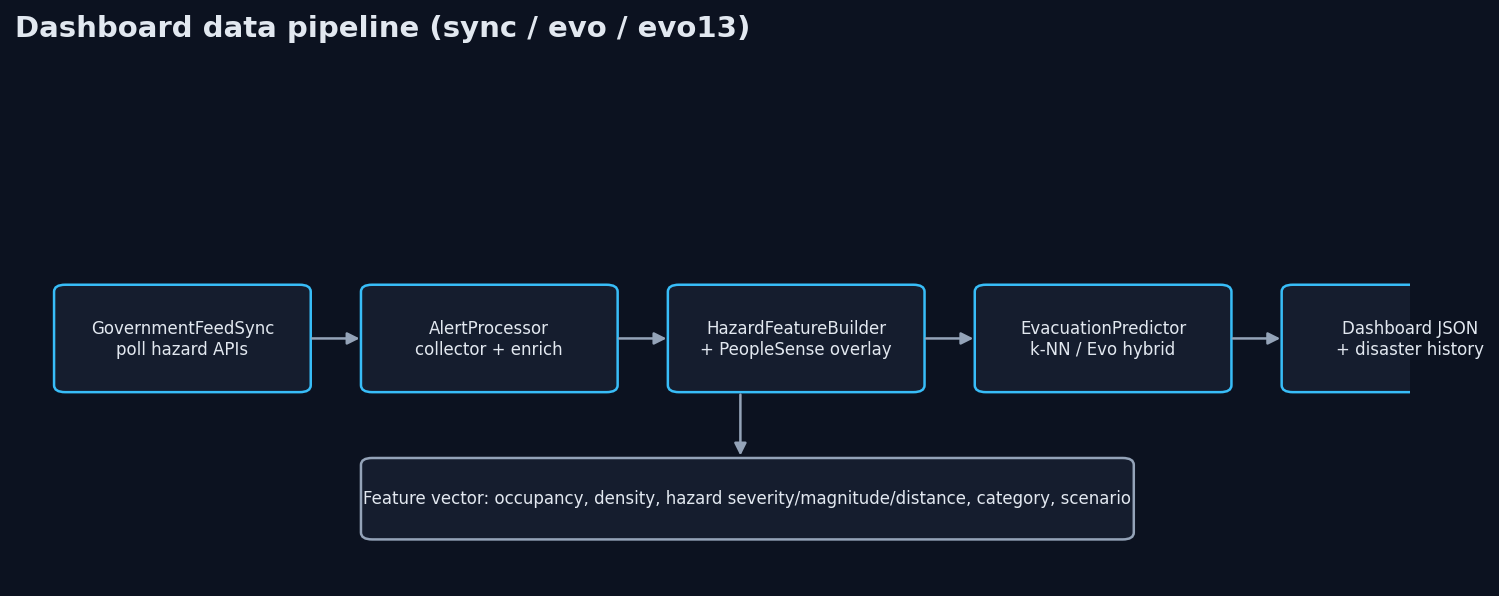 Dashboard data pipeline (sync / evo / evo13)
GovernmentFeedSync
poll hazard APIs
AlertProcessor
collector + enrich
HazardFeatureBuilder
+ PeopleSense overlay
EvacuationPredictor
k-NN / Evo hybrid
Dashboard JSON
+ disaster history
Feature vector: occupancy, density, hazard severity/magnitude/distance, category, scenario